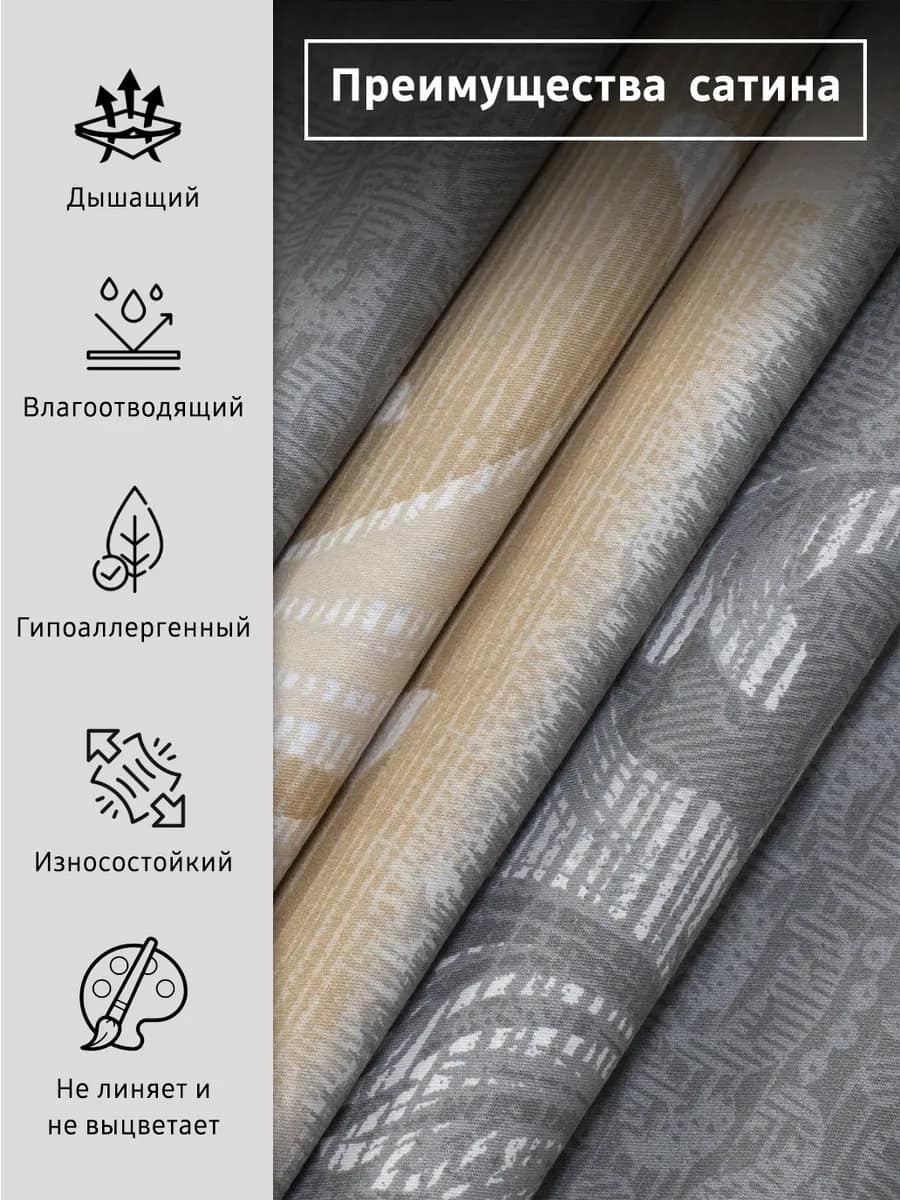 Преимущества сатина
Дышащий
Влагоотводящий
Гипоаллергенный
Износостойкий
Не линяет и
не выцветает